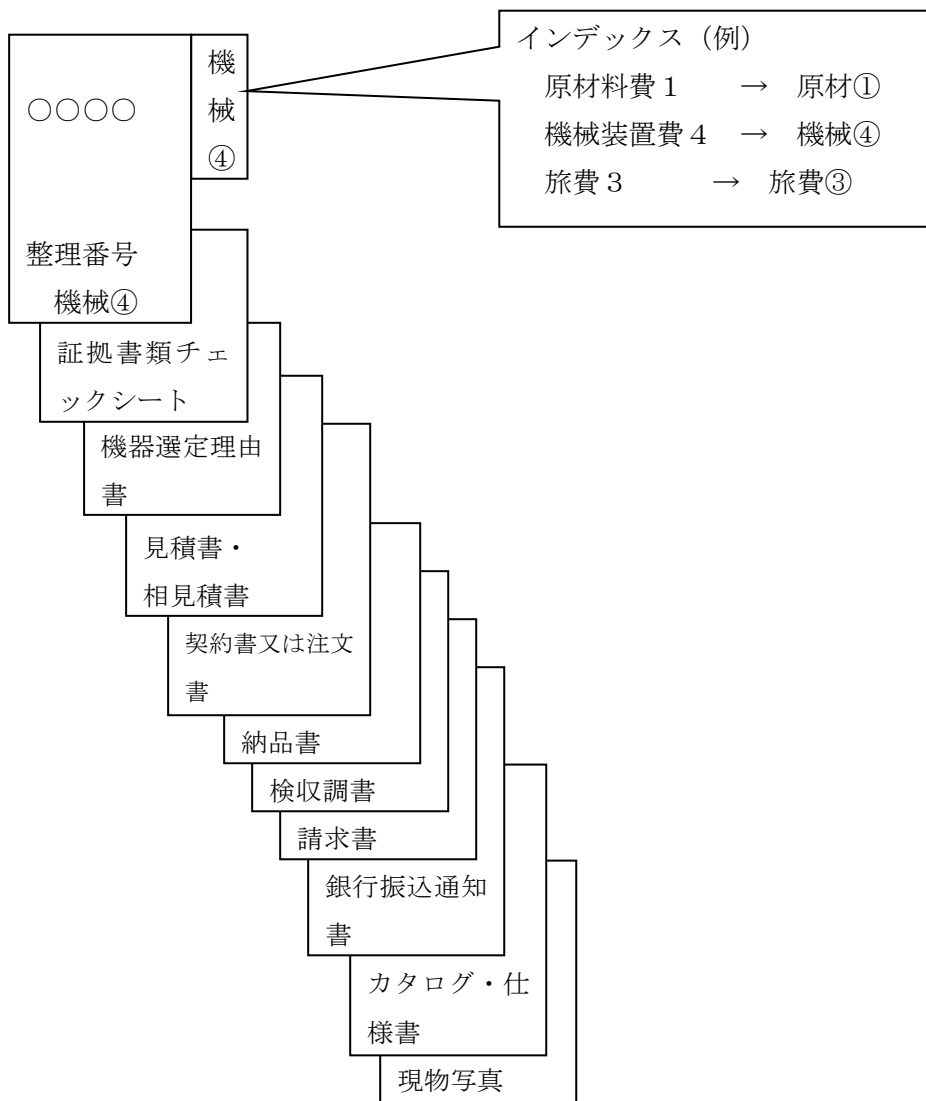 インデックス（例）
原材料費１　→　原材①
機械装置費４　→　機械④
旅費３　→　旅費③
機械④
○○○○
整理番号
機械④
証拠書類チェ
ックシート
機器選定理由
書
見積書・
相見積書
契約書又は注文
書
納品書
検収調書
請求書
銀行振込通知
書
カタログ・仕
様書
現物写真